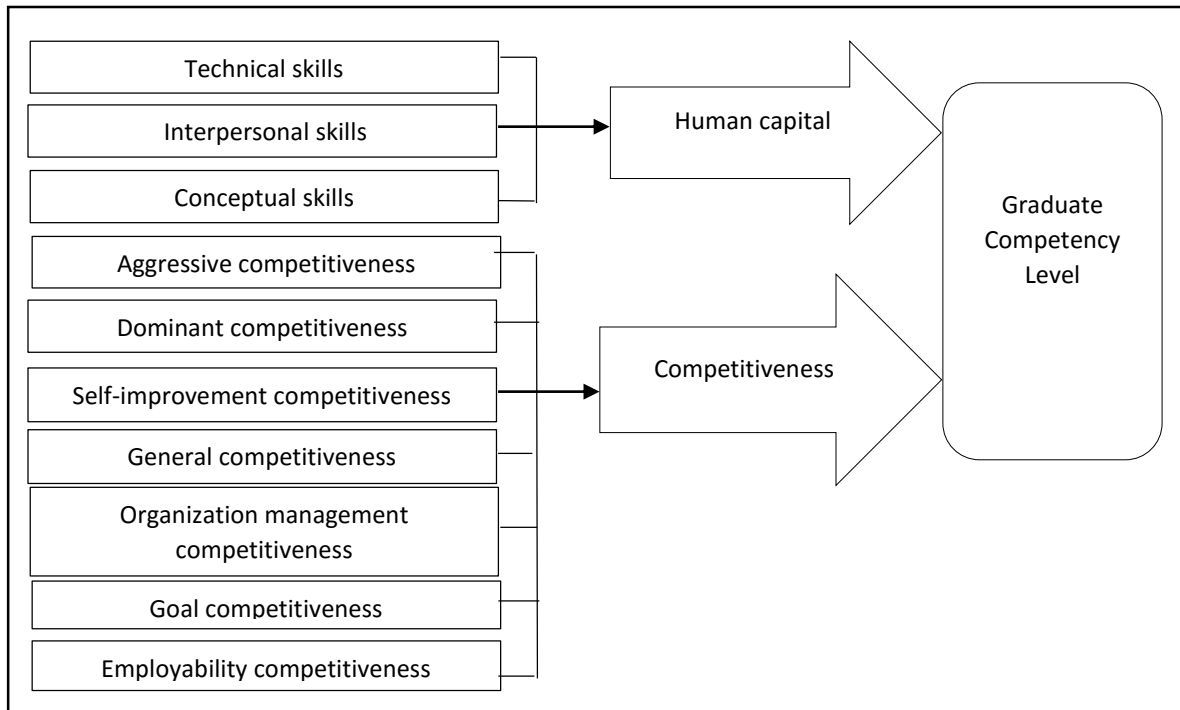 Technical skills
Interpersonal skills
Conceptual skills
Aggressive competitiveness
Dominant competitiveness
Self-improvement competitiveness
General competitiveness
Organization management
competitiveness
Goal competitiveness
Employability competitiveness
Human capital
Competitiveness
Graduate
Competency
Level